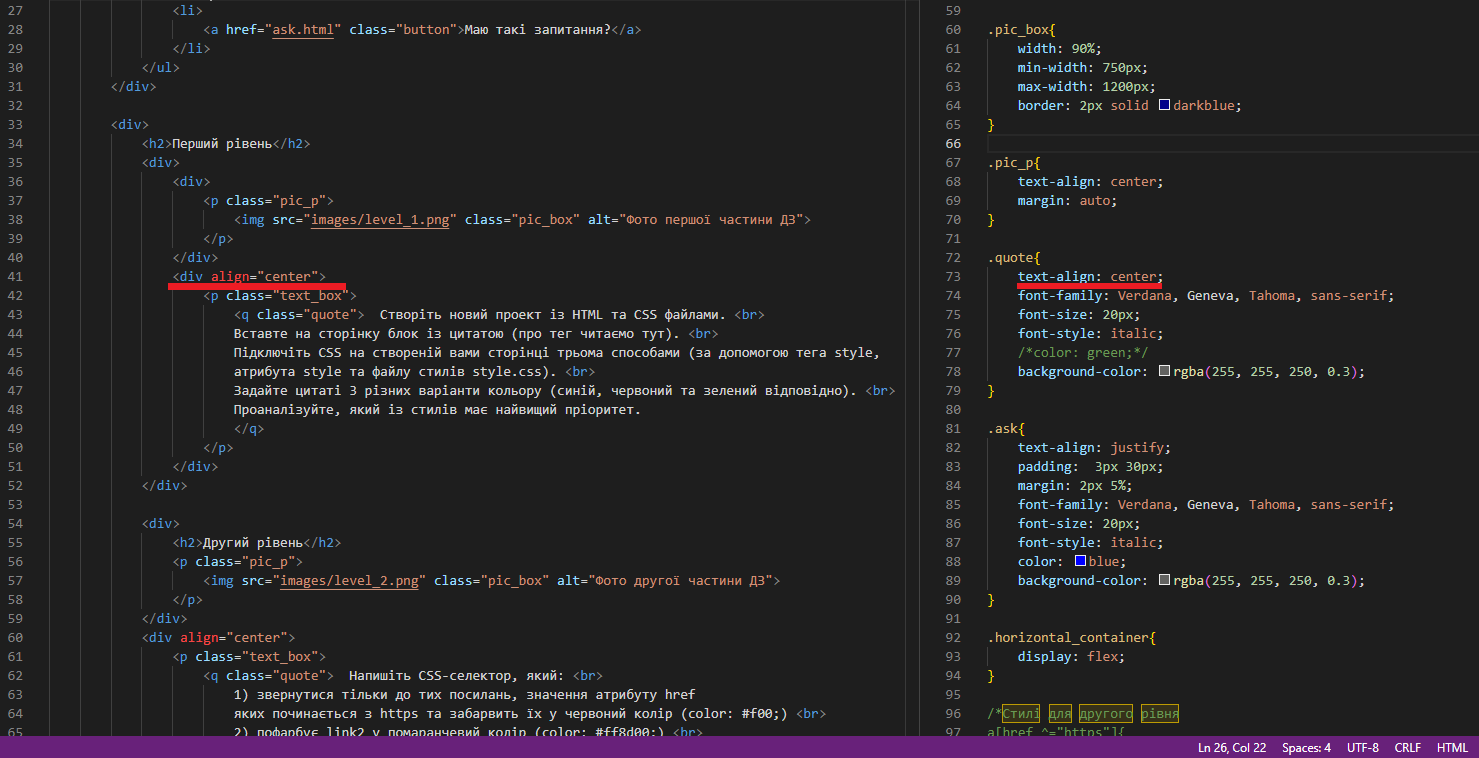 27 <li>
28 <a href="ask.html" class="button">Маю такі запитання?</a>
29 </li>
30 </ul>
31 </div>
32
33 <div>
34 <h2>Перший рівень</h2>
35 <div>
36 <div>
37 <p class="pic_p">
38 <img src="images/level_1.png" class="pic_box" alt="Фото першої частини ДЗ">
39 </p>
40 </div>
41 <div align="center">
42 <p class="text_box">
43 <q class="quote">  Створіть новий проект із HTML та CSS файлами. <br>
44 Вставте на сторінку блок із цитатою (про тег читаємо тут). <br>
45 Підключіть CSS на створеній вами сторінці трьома способами (за допомогою тега style,
46 атрибута style та файлу стилів style.css). <br>
47 Задайте цитаті 3 різних варіанти кольору (синій, червоний та зелений відповідно). <br>
48 Проаналізуйте, який із стилів має найвищий пріоритет.
49 </q>
50 </p>
51 </div>
52 </div>
53
54 <div>
55 <h2>Другий рівень</h2>
56 <p class="pic_p">
57 <img src="images/level_2.png" class="pic_box" alt="Фото другої частини ДЗ">
58 </p>
59 </div>
60 <div align="center">
61 <p class="text_box">
62 <q class="quote">  Напишіть CSS-селектор, який: <br>
63 1) звернутися тільки до тих посилань, значення атрибуту href
64 яких починається з https та забарвить їх у червоний колір (color: #f00;) <br>
65 2) пофарбує link2 у помаранчевий колір (color: #ff8d00;) <br>
59
60 .pic_box{
61 width: 90%;
62 min-width: 750px;
63 max-width: 1200px;
64 border: 2px solid darkblue;
65 }
66
67 .pic_p{
68 text-align: center;
69 margin: auto;
70 }
71
72 .quote{
73 text-align: center;
74 font-family: Verdana, Geneva, Tahoma, sans-serif;
75 font-size: 20px;
76 font-style: italic;
77 /*color: green;*/
78 background-color: rgba(255, 255, 250, 0.3);
79 }
80
81 .ask{
82 text-align: justify;
83 padding:  3px 30px;
84 margin: 2px 5%;
85 font-family: Verdana, Geneva, Tahoma, sans-serif;
86 font-size: 20px;
87 font-style: italic;
88 color: blue;
89 background-color: rgba(255, 255, 250, 0.3);
90 }
91
92 .horizontal_container{
93 display: flex;
94 }
95
96 /*Стилі для другого рівня
97 a[href ^="https"]{
Ln 26, Col 22 Spaces: 4 UTF-8 CRLF HTML